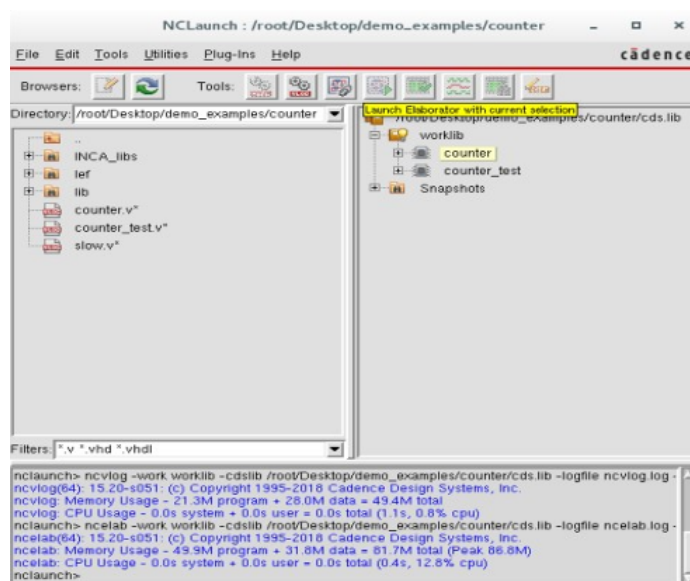 NCLaunch : /root/Desktop/demo_examples/counter
File Edit Tools Utilities Plug-Ins Help
cādence
Browsers: Tools:
Directory: /root/Desktop/demo_examples/counter
Launch Elaborator with current selection
/root/Desktop/demo_examples/counter/cds.lib
..
INCA_libs
lef
lib
counter.v*
counter_test.v*
slow.v*
worklib
counter
counter_test
Snapshots
Filters: *.v *.vhd *.vhdl
nclaunch> ncvlog -work worklib -cdslib /root/Desktop/demo_examples/counter/cds.lib -logfile ncvlog.log -
ncvlog(64): 15.20-s051: (c) Copyright 1995-2018 Cadence Design Systems, Inc.
ncvlog: Memory Usage - 21.3M program + 28.0M data = 49.4M total
ncvlog: CPU Usage - 0.0s system + 0.0s user = 0.0s total (1.1s, 0.8% cpu)
nclaunch> ncelab -work worklib -cdslib /root/Desktop/demo_examples/counter/cds.lib -logfile ncelab.log -
ncelab(64): 15.20-s051: (c) Copyright 1995-2018 Cadence Design Systems, Inc.
ncelab: Memory Usage - 49.9M program + 31.8M data = 81.7M total (Peak 86.8M)
ncelab: CPU Usage - 0.0s system + 0.0s user = 0.0s total (0.4s, 12.8% cpu)
nclaunch>